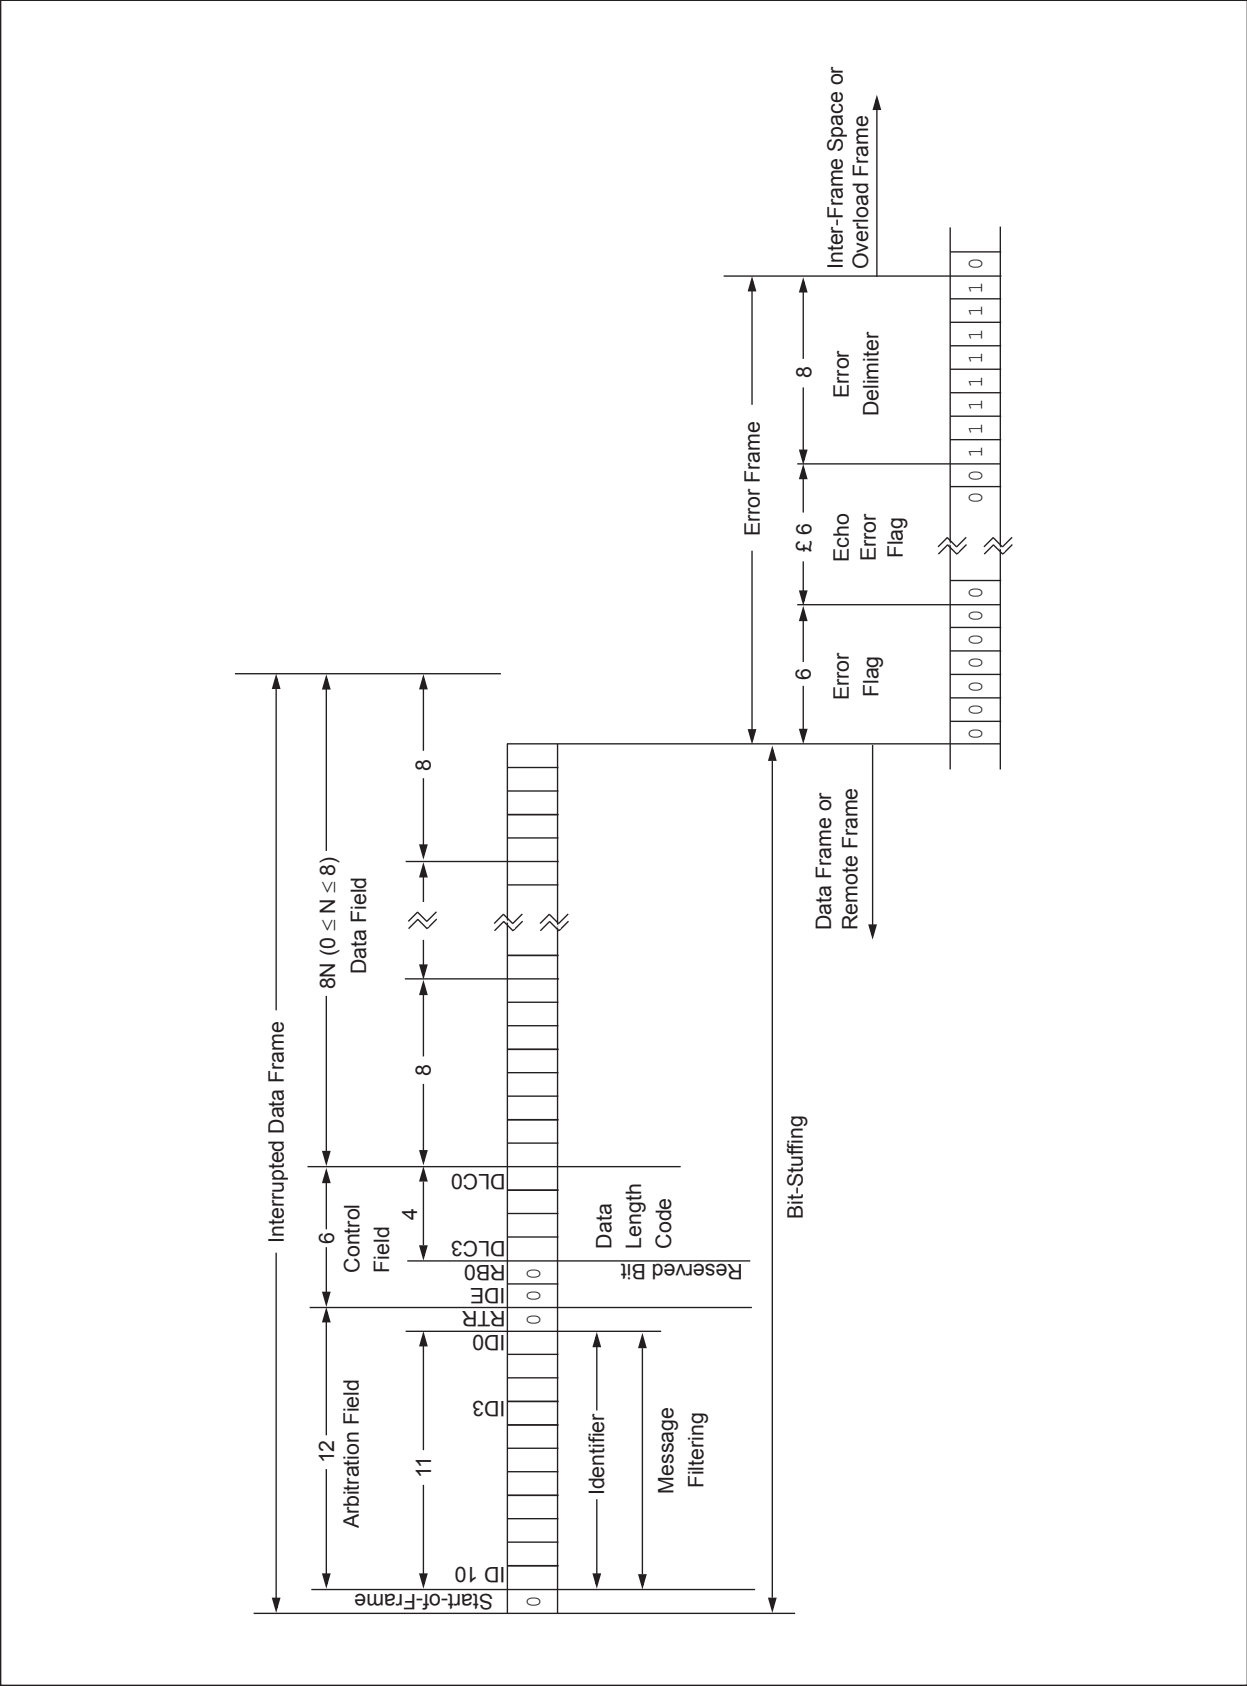 Interrupted Data Frame
12
Arbitration Field
6
Control
Field
8N (0 ≤ N ≤ 8)
Data Field
11
4
8
8
Start-of-Frame
ID 10
ID3
ID0
RTR
IDE
RB0
DLC3
DLC0
0
0
0
0
Identifier
Message
Filtering
Reserved Bit
Data
Length
Code
Bit-Stuffing
Data Frame or
Remote Frame
Error Frame
6
Error
Flag
£ 6
Echo
Error
Flag
8
Error
Delimiter
Inter-Frame Space or
Overload Frame
0 0 0 0 0 0 0 0 0 1 1 1 1 1 1 1 1 0